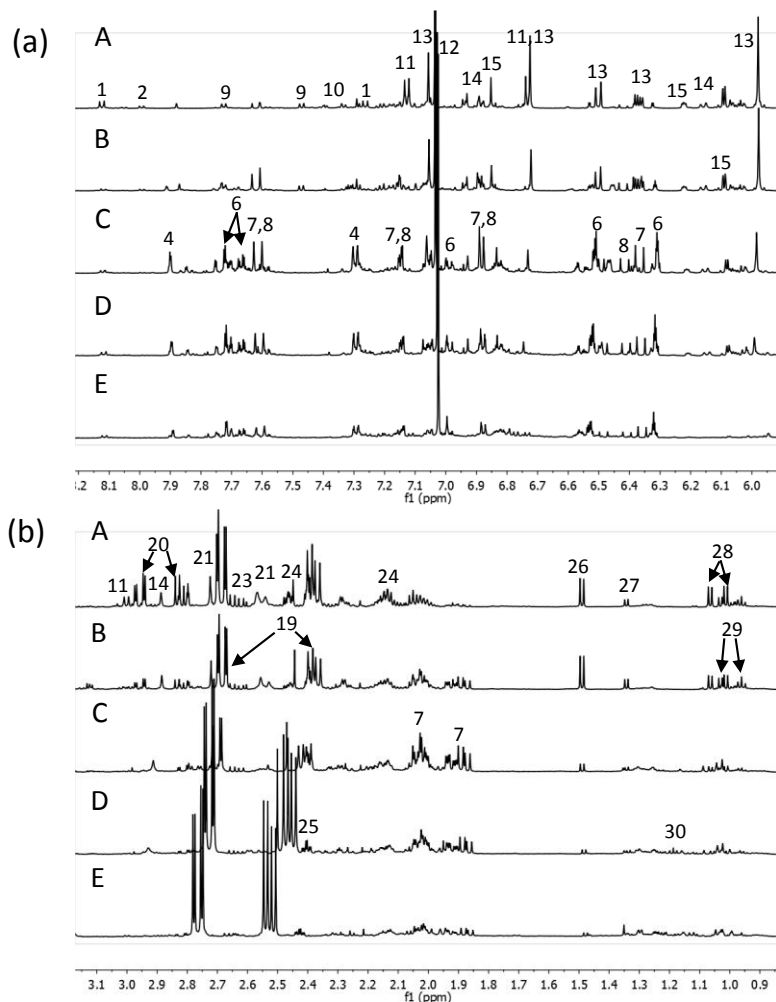 (a)
A
1 2 9 10 9 1 11 13 12 14 15 11 13 13 13 15 14 13
B
15
C
4 6 7,8 4 7,8 6 7,8 6 8 7 6
D
E
8.2 8.1 7.9 7.8 7.7 7.6 7.5 7.4 7.3 7.2 7.1 7.0 6.9 6.8 6.7 6.6 6.5 6.4 6.3 6.2 6.1 6.0
f1 (ppm)
(b)
A
11 20 14 21 23 21 24 24 26 27 28
B
19 29
C
7 7
D
25 30
E
3.1 3.0 2.9 2.8 2.7 2.6 2.5 2.4 2.3 2.2 2.1 2.0 1.9 1.8 1.7 1.6 1.5 1.4 1.3 1.2 1.1 1.0 0.9
f1 (ppm)